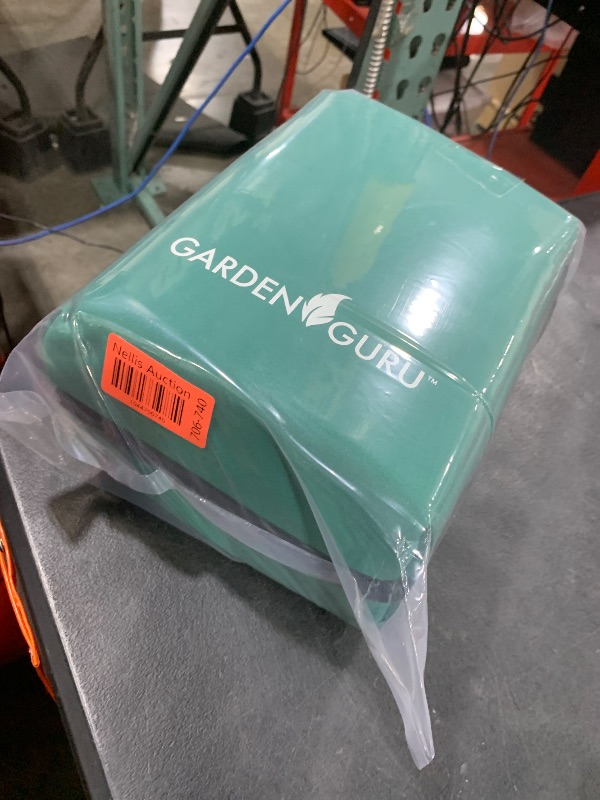 GARDEN GURU™
Nellis Auction
706-740